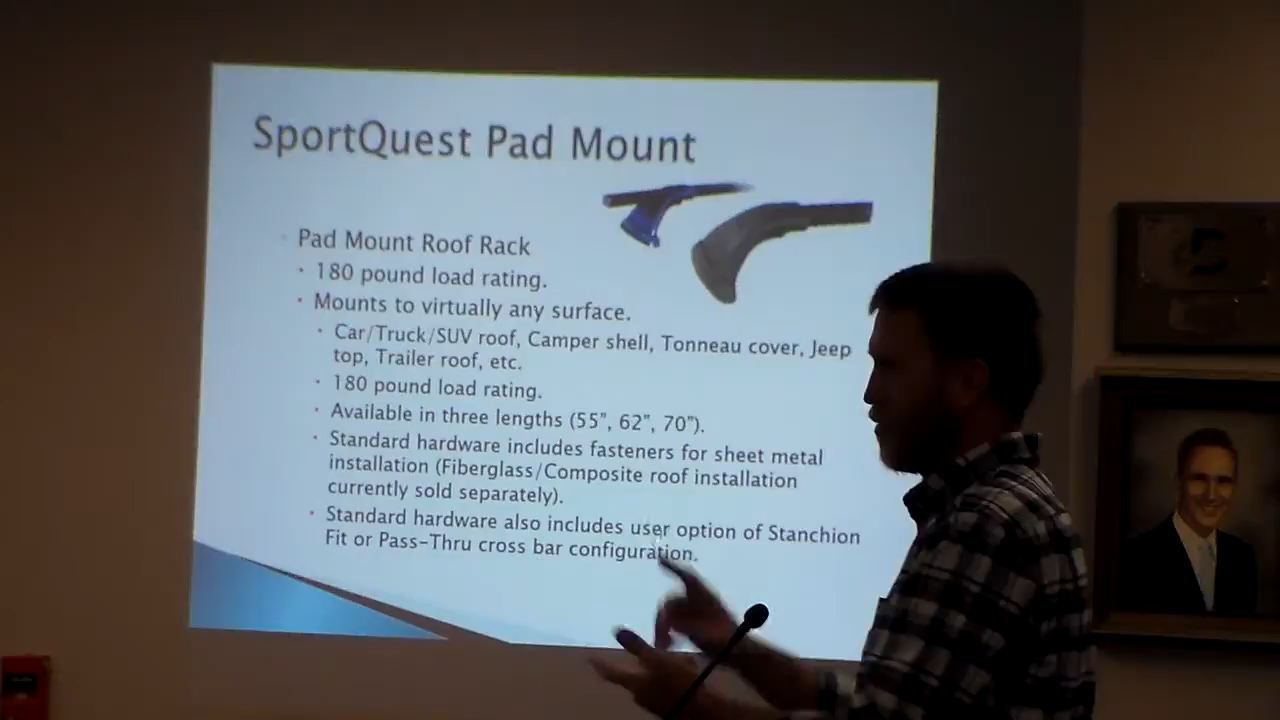 SportQuest Pad Mount
Pad Mount Roof Rack
• 180 pound load rating.
• Mounts to virtually any surface.
• Car/Truck/SUV roof, Camper shell, Tonneau cover, Jeep
top, Trailer roof, etc.
• 180 pound load rating.
• Available in three lengths (55”, 62”, 70”).
• Standard hardware includes fasteners for sheet metal
installation (Fiberglass/Composite roof installation
currently sold separately).
• Standard hardware also includes user option of Stanchion
Fit or Pass-Thru cross bar configuration.